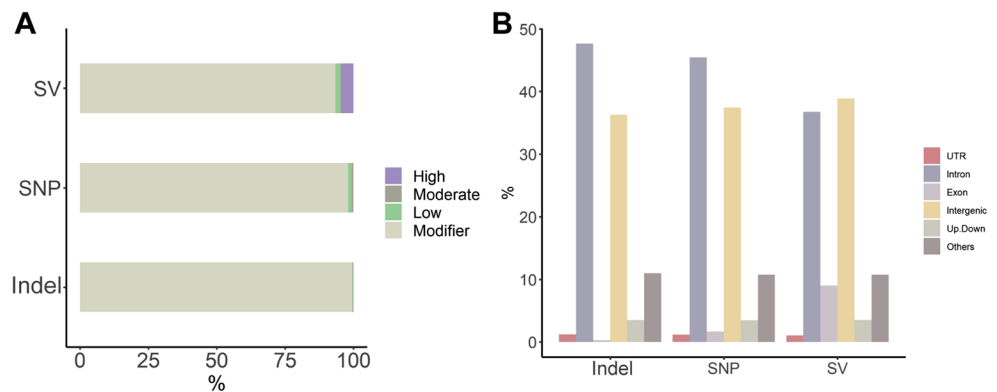 A
SV
SNP
Indel
0 25 50 75 100
%
High
Moderate
Low
Modifier
B
50
40
30
20
10
0
%
Indel SNP SV
UTR
Intron
Exon
Intergenic
Up.Down
Others